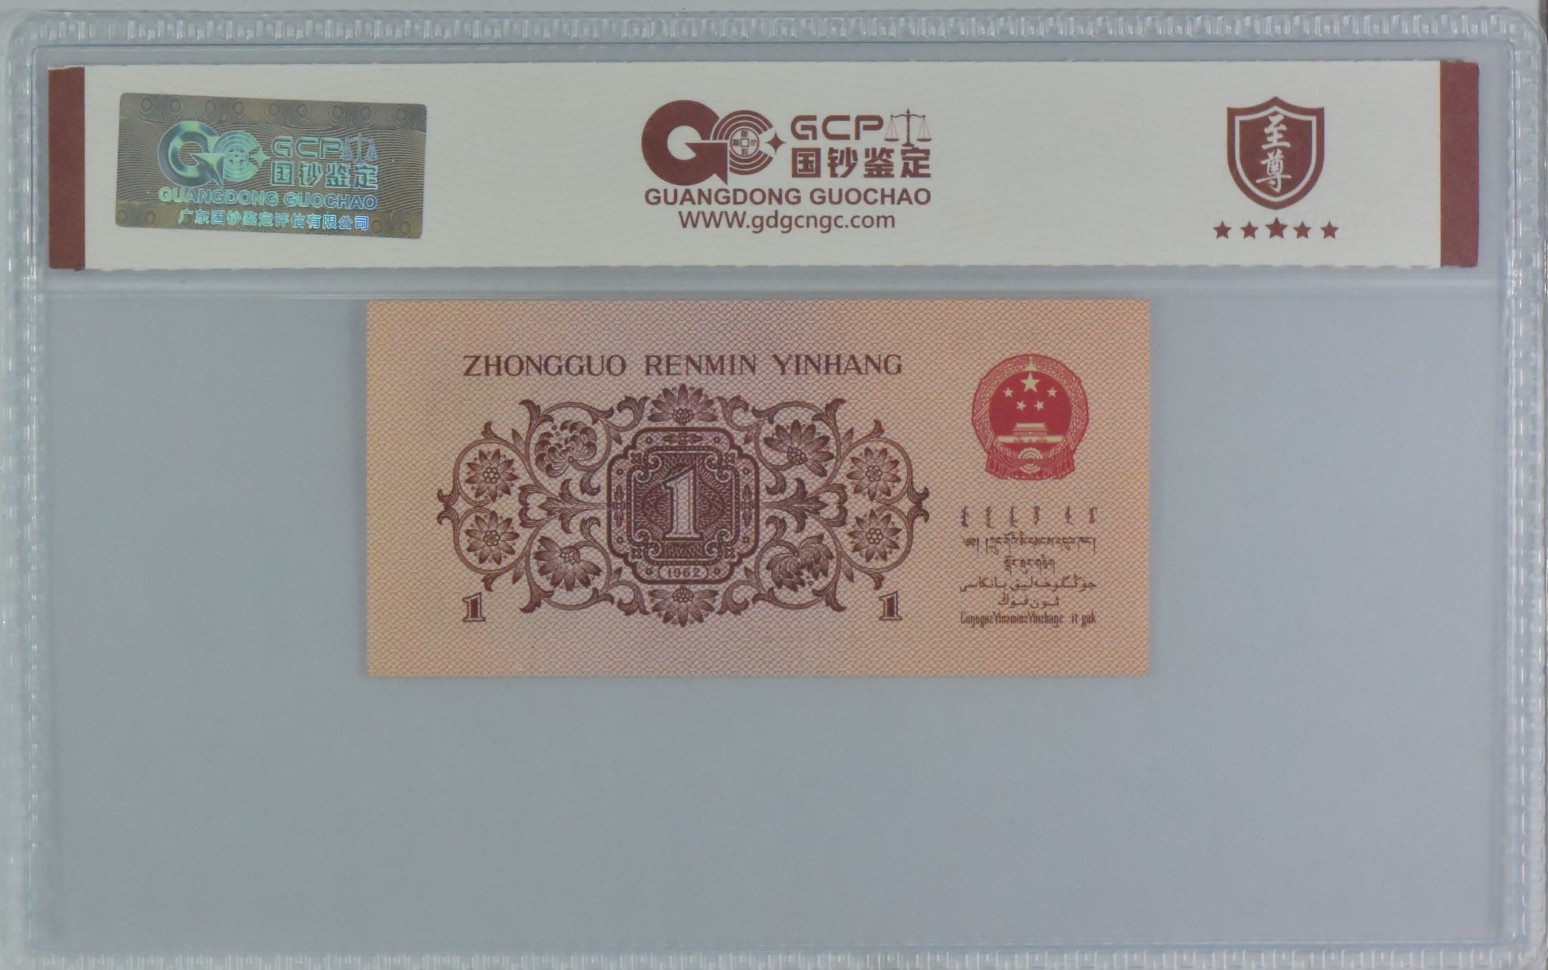 GCP
国钞鉴定
GUANGDONG GUOCHAO
广东国钞鉴定评估有限公司
GCP
国钞鉴定
GUANGDONG GUOCHAO
WWW.gdgcngc.com
至尊
ZHONGGUO RENMIN YINHANG
1
(1962)
1
1
جۇڭگوخەلىق بانكاسى